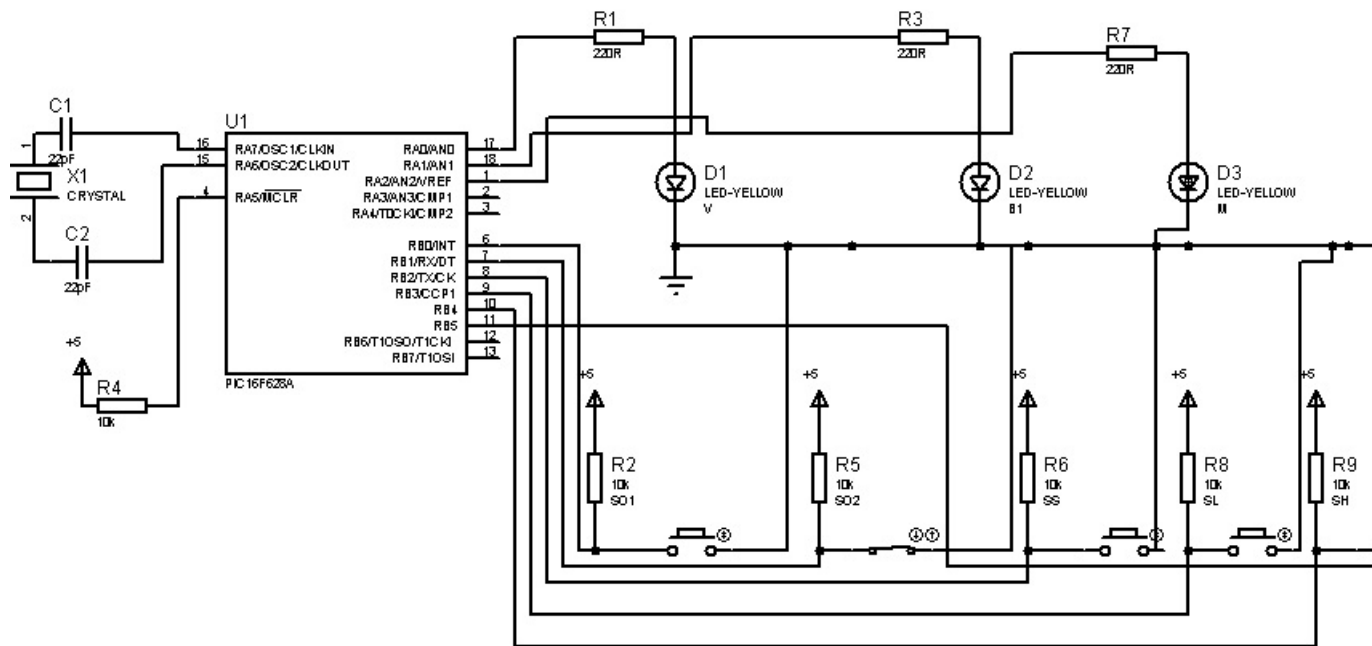 R1
220R
R3
220R
R7
220R
C1
22pF
1
X1
CRYSTAL
2
C2
22pF
U1
16
15
4
RA7/OSC1/CLKIN
RA6/OSC2/CLKOUT
RA5/MCLR
RA0/AN0
RA1/AN1
RA2/AN2/VREF
RA3/AN3/CMP1
RA4/T0CKI/CMP2
RB0/INT
RB1/RX/DT
RB2/TX/CK
RB3/CCP1
RB4
RB5
RB6/T1OSO/T1CKI
RB7/T1OSI
17
18
1
2
3
6
7
8
9
10
11
12
13
PIC16F628A
D1
LED-YELLOW
V
D2
LED-YELLOW
B1
D3
LED-YELLOW
M
+5
R4
10k
+5
R2
10k
SO1
+5
R5
10k
SO2
+5
R6
10k
SS
+5
R8
10k
SL
+5
R9
10k
SH